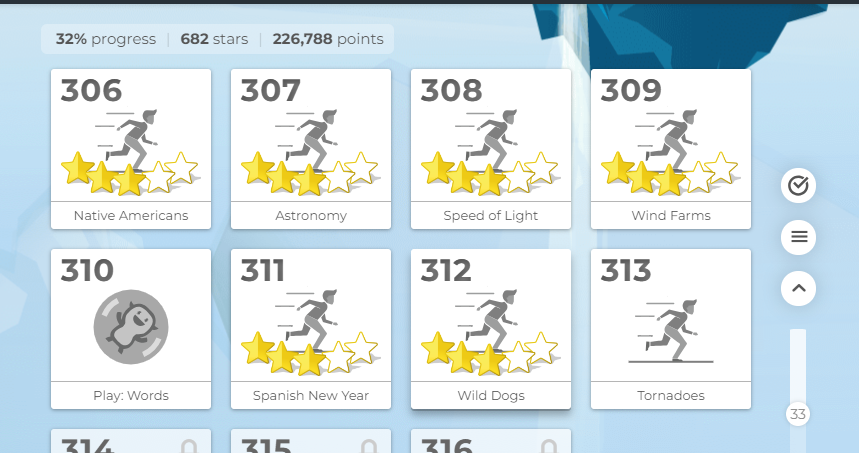 32% progress | 682 stars | 226,788 points
306 307 308 309
Native Americans Astronomy Speed of Light Wind Farms
310 311 312 313
Play: Words Spanish New Year Wild Dogs Tornadoes
33
314 315 316